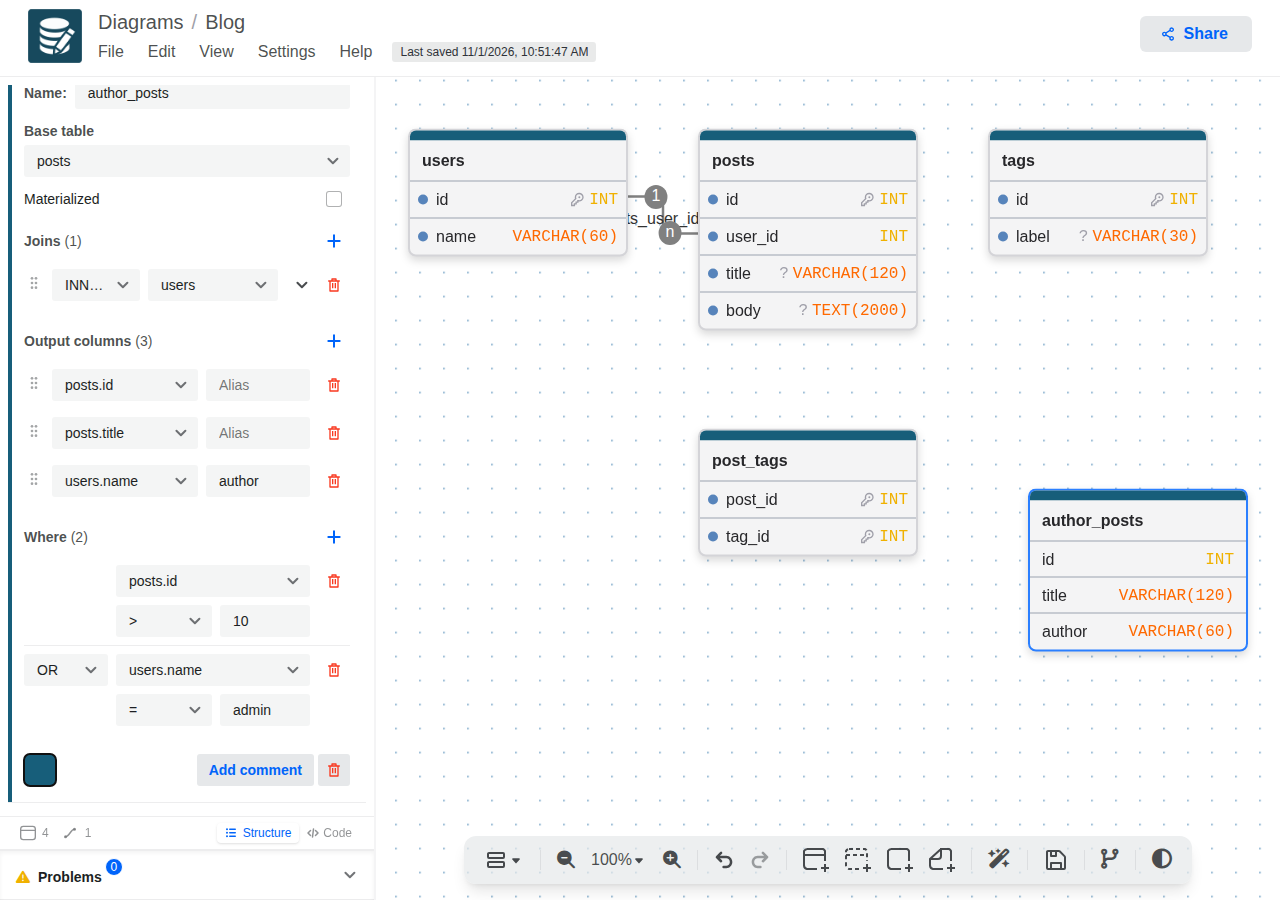 Diagrams / Blog
File Edit View Settings Help Last saved 11/1/2026, 10:51:47 AM
Share
Name: author_posts
Base table
posts
Materialized
Joins (1)
INN… users
Output columns (3)
posts.id Alias
posts.title Alias
users.name author
Where (2)
posts.id
> 10
OR users.name
= admin
Add comment
4 1 Structure Code
Problems 0
users
id INT
name VARCHAR(60)
1
ts_user_id
n
posts
id INT
user_id INT
title ? VARCHAR(120)
body ? TEXT(2000)
tags
id INT
label ? VARCHAR(30)
post_tags
post_id INT
tag_id INT
author_posts
id INT
title VARCHAR(120)
author VARCHAR(60)
100%